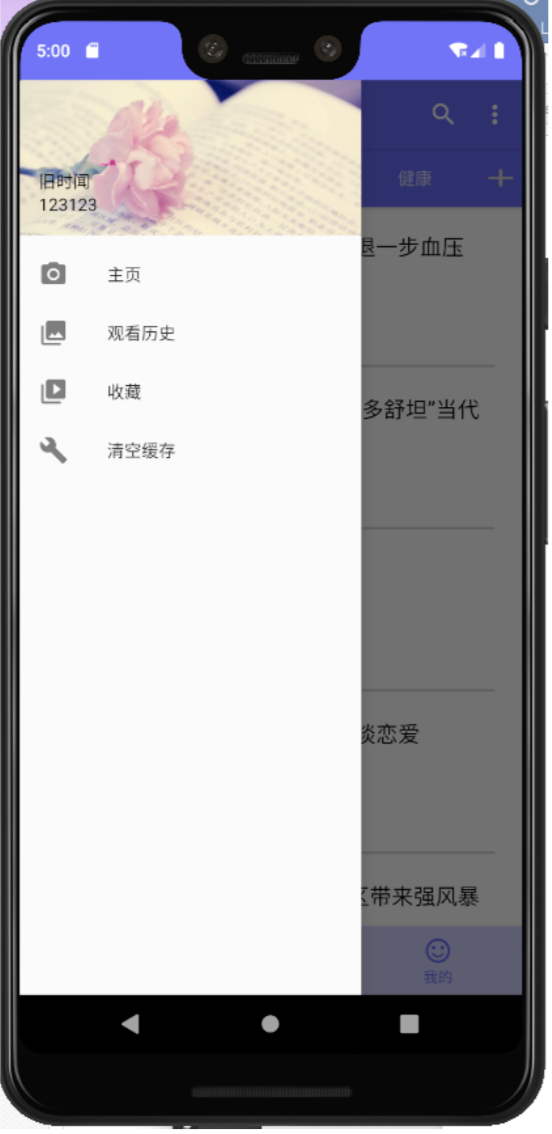 5:00
旧时间
123123
健康
主页
观看历史
收藏
清空缓存
退一步血压
多舒坦”当代
谈恋爱
区带来强风暴
我的